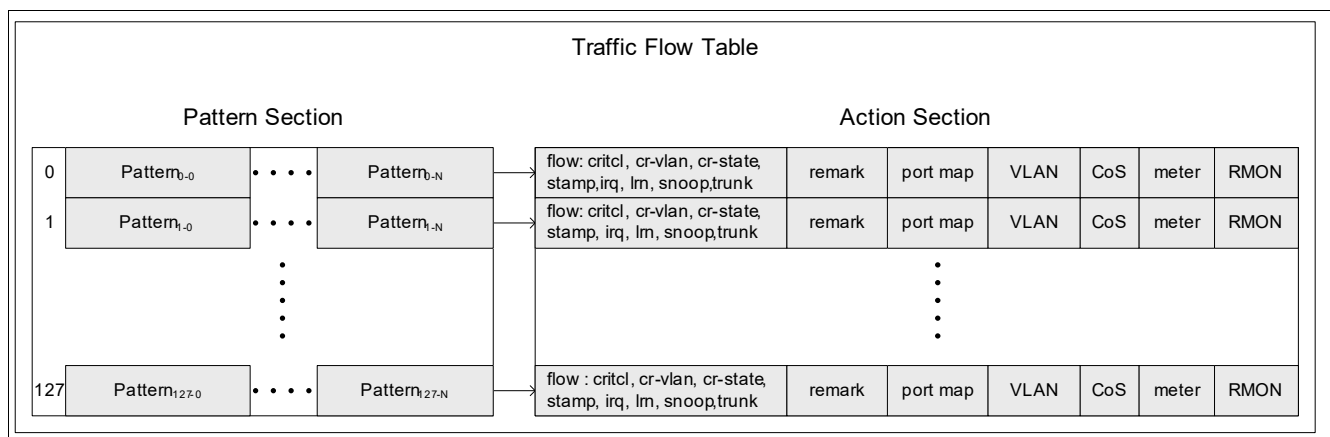 Traffic Flow Table
Pattern Section
Action Section
0 Pattern0-0 Pattern0-N flow: critcl, cr-vlan, cr-state, remark port map VLAN CoS meter RMON
stamp,irq, lrn, snoop,trunk
1 Pattern1-0 Pattern1-N flow: critcl, cr-vlan, cr-state, remark port map VLAN CoS meter RMON
stamp, irq, lrn, snoop,trunk
127 Pattern127-0 Pattern127-N flow : critcl, cr-vlan, cr-state, remark port map VLAN CoS meter RMON
stamp, irq, lrn, snoop,trunk